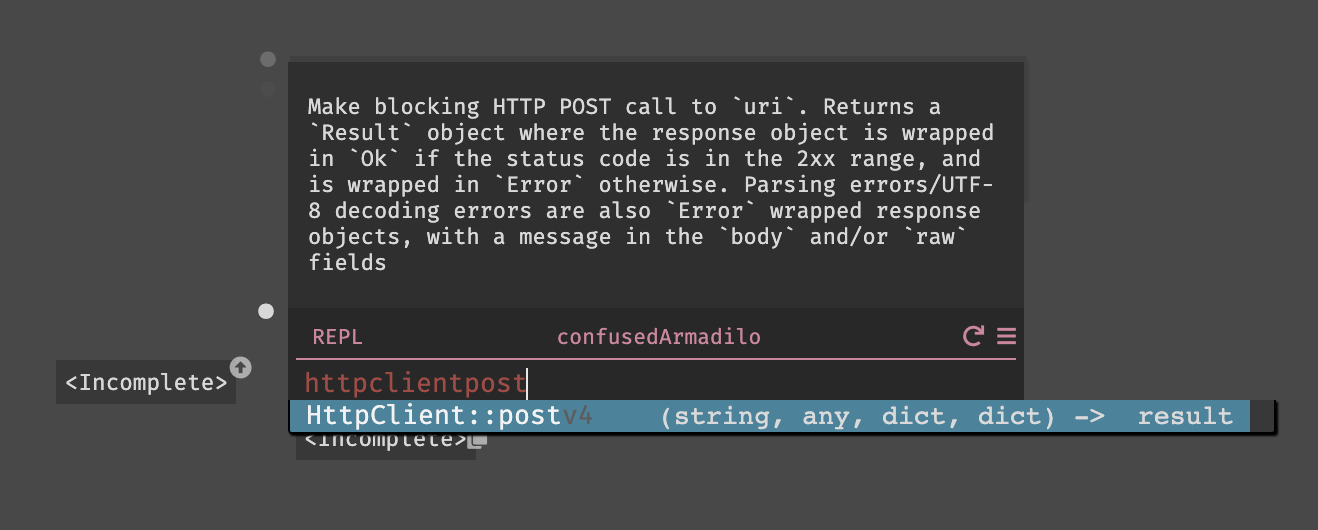 Make blocking HTTP POST call to `uri`. Returns a
`Result` object where the response object is wrapped
in `Ok` if the status code is in the 2xx range, and
is wrapped in `Error` otherwise. Parsing errors/UTF-
8 decoding errors are also `Error` wrapped response
objects, with a message in the `body` and/or `raw`
fields
REPL confusedArmadilo
httpclientpost
<Incomplete>
HttpClient::postv4 (string, any, dict, dict) -> result
<Incomplete>